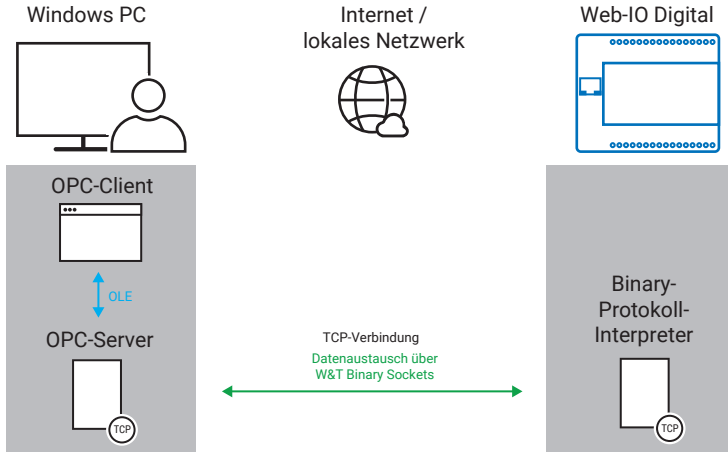 Windows PC
Internet /
lokales Netzwerk
Web-IO Digital
OPC-Client
OLE
OPC-Server
TCP
TCP-Verbindung
Datenaustausch über
W&T Binary Sockets
Binary-
Protokoll-
Interpreter
TCP